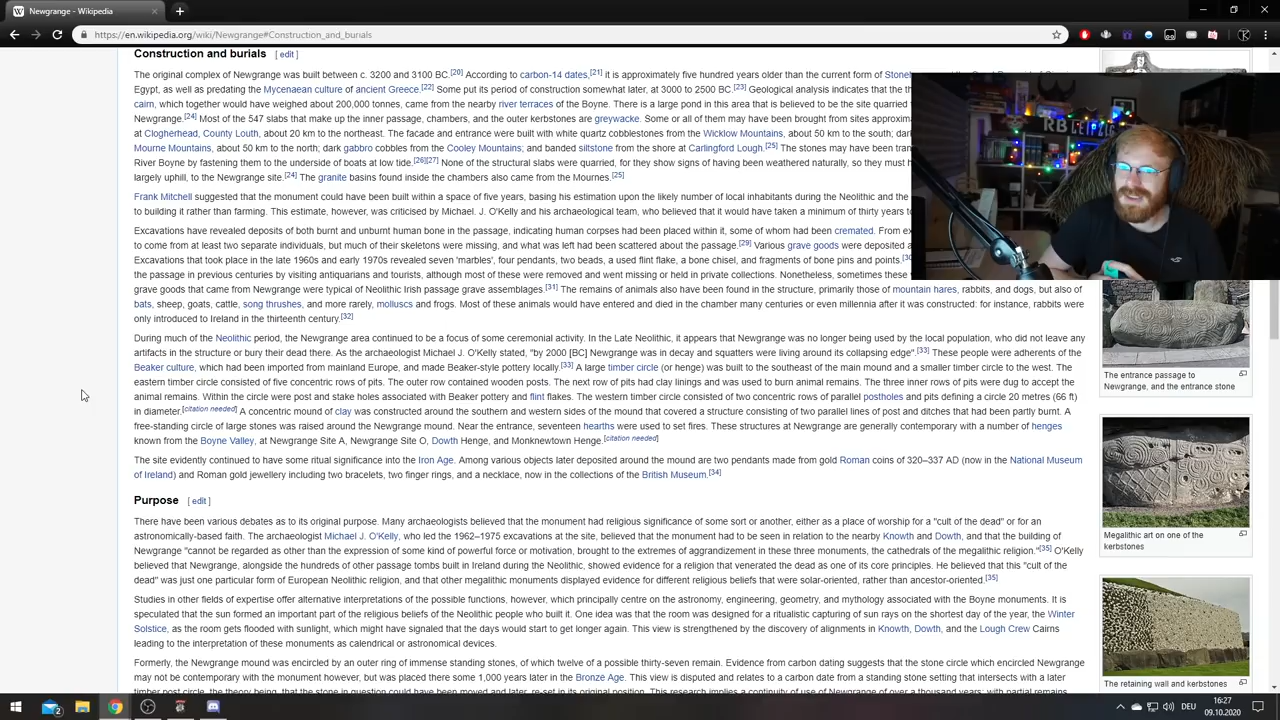 Newgrange - Wikipedia
https://en.wikipedia.org/wiki/Newgrange#Construction_and_burials
Construction and burials [ edit ]
The original complex of Newgrange was built between c. 3200 and 3100 BC.[20] According to carbon-14 dates,[21] it is approximately five hundred years older than the current form of
Egypt, as well as predating the Mycenaean culture of ancient Greece.[22] Some put its period of construction somewhat later, at 3000 to 2500 BC.[23] Geological analysis indicates that the
cairn, which together would have weighed about 200,000 tonnes, came from the nearby river terraces of the Boyne. There is a large pond in this area that is believed to be the site quarried
Newgrange.[24] Most of the 547 slabs that make up the inner passage, chambers, and the outer kerbstones are greywacke. Some or all of them may have been brought from sites
at Clogherhead, County Louth, about 20 km to the northeast. The facade and entrance were built with white quartz cobblestones from the Wicklow Mountains, about 50 km to the south;
Mourne Mountains, about 50 km to the north; dark gabbro cobbles from the Cooley Mountains; and banded siltstone from the shore at Carlingford Lough.[25] The stones may have been
River Boyne by fastening them to the underside of boats at low tide.[26][27] None of the structural slabs were quarried, for they show signs of having been weathered naturally, so they must
largely uphill, to the Newgrange site.[24] The granite basins found inside the chambers also came from the Mournes.[25]
Frank Mitchell suggested that the monument could have been built within a space of five years, basing his estimation upon the likely number of local inhabitants during the Neolithic and the
to building it rather than farming. This estimate, however, was criticised by Michael. J. O'Kelly and his archaeological team, who believed that it would have taken a minimum of thirty years to
Excavations have revealed deposits of both burnt and unburnt human bone in the passage, indicating human corpses had been placed within it, some of whom had been cremated. From
to come from at least two separate individuals, but much of their skeletons were missing, and what was left had been scattered about the passage.[29] Various grave goods were deposited
Excavations that took place in the late 1960s and early 1970s revealed seven 'marbles', four pendants, two beads, a used flint flake, a bone chisel, and fragments of bone pins and points.
the passage in previous centuries by visiting antiquarians and tourists, although most of these were removed and went missing or held in private collections. Nonetheless, sometimes these
grave goods that came from Newgrange were typical of Neolithic Irish passage grave assemblages.[31] The remains of animals also been found in the structure, primarily those of mountain hares, rabbits, and dogs, but also of
bats, sheep, goats, cattle, song thrushes, and more rarely, molluscs and frogs. Most of these animals would have entered and died in the chamber many centuries or even millennia after it was constructed: for instance, rabbits were
only introduced to Ireland in the thirteenth century.[32]
During much of the Neolithic period, the Newgrange area continued to be a focus of some ceremonial activity. In the Late Neolithic, it appears that Newgrange was no longer being used by the local population, who did not leave any
artifacts in the structure or bury their dead there. As the archaeologist Michael J. O'Kelly stated, "by 2000 [BC] Newgrange was in decay and squatters were living around its collapsing edge".[33] These people were adherents of the
Beaker culture, which had been imported from mainland Europe, and made Beaker-style pottery locally.[33] A large timber circle (or henge) was built to the southeast of the main mound and a smaller timber circle to the west. The
eastern timber circle consisted of five concentric rows of pits. The outer row contained wooden posts. The next row of pits had clay linings and was used to burn animal remains. The three inner rows of pits were dug to accept the
animal remains. Within the circle were post and stake holes associated with Beaker pottery and flint flakes. The western timber circle consisted of two concentric rows of parallel postholes and pits defining a circle 20 metres (66 ft)
in diameter.[citation needed] A concentric mound of clay was constructed around the southern and western sides of the mound that covered a structure consisting of two parallel lines of posts and ditches that had been partly burnt. A
free-standing circle of large stones was raised around the Newgrange mound. Near the entrance, seventeen hearths were used to set fires. These structures at Newgrange are generally contemporary with a number of henges
known from the Boyne Valley, at Newgrange Site A, Newgrange Site O, Dowth Henge, and Monknewtown Henge.[citation needed]
The site evidently continued to have some ritual significance into the Iron Age. Among various objects later deposited around the mound are two pendants made from gold Roman coins of 320–337 AD (now in the National Museum
of Ireland) and Roman gold jewellery including two bracelets, two finger rings, and a necklace, now in the collections of the British Museum.[34]
Purpose [ edit ]
There have been various debates as to its original purpose. Many archaeologists believed that the monument had religious significance of some sort or another, either as a place of worship for a "cult of the dead" or for an
astronomically-based faith. The archaeologist Michael J. O'Kelly, who led the 1962–1975 excavations at the site, believed that the monument had to be seen in relation to the nearby Knowth and Dowth, and that the building of
Newgrange "cannot be regarded as other than the expression of some kind of powerful force or motivation, brought to the extremes of aggrandizement in these three monuments, the cathedrals of the megalithic religion."[35] O'Kelly
believed that Newgrange, alongside the hundreds of other passage tombs built in Ireland during the Neolithic, showed evidence for a religion that venerated the dead as one of its core principles. He believed that this "cult of the
dead" was just one particular form of European Neolithic religion, and that other megalithic monuments displayed evidence for different religious beliefs that were solar-oriented, rather than ancestor-oriented.[35]
Studies in other fields of expertise offer alternative interpretations of the possible functions, however, which principally centre on the astronomy, engineering, geometry, and mythology associated with the Boyne monuments. It is
speculated that the sun formed an important part of the religious beliefs of the Neolithic people who built it. One idea was that the room was designed for a ritualistic capturing of sun rays on the shortest day of the year, the Winter
Solstice, as the room gets flooded with sunlight, which might have signaled that the days would start to get longer again. This view is strengthened by the discovery of alignments in Knowth, Dowth, and the Lough Crew Cairns
leading to the interpretation of these monuments as calendrical or astronomical devices.
Formerly, the Newgrange mound was encircled by an outer ring of immense standing stones, of which twelve of a possible thirty-seven remain. Evidence from carbon dating suggests that the stone circle which encircled Newgrange
may not be contemporary with the monument however, but was placed there some 1,000 years later in the Bronze Age. This view is disputed and relates to a carbon date from a standing stone setting that intersects with a later
timber post circle, the theory being, that the stone in question could have been moved and later, re-set in its original position. This research implies a continuity of use of Newgrange of over a thousand years; with partial remains
RB LEIPZIG
The entrance passage to
Newgrange, and the entrance stone
Megalithic art on one of the
kerbstones
The retaining wall and kerbstones
DEU
16:27
09.10.2020